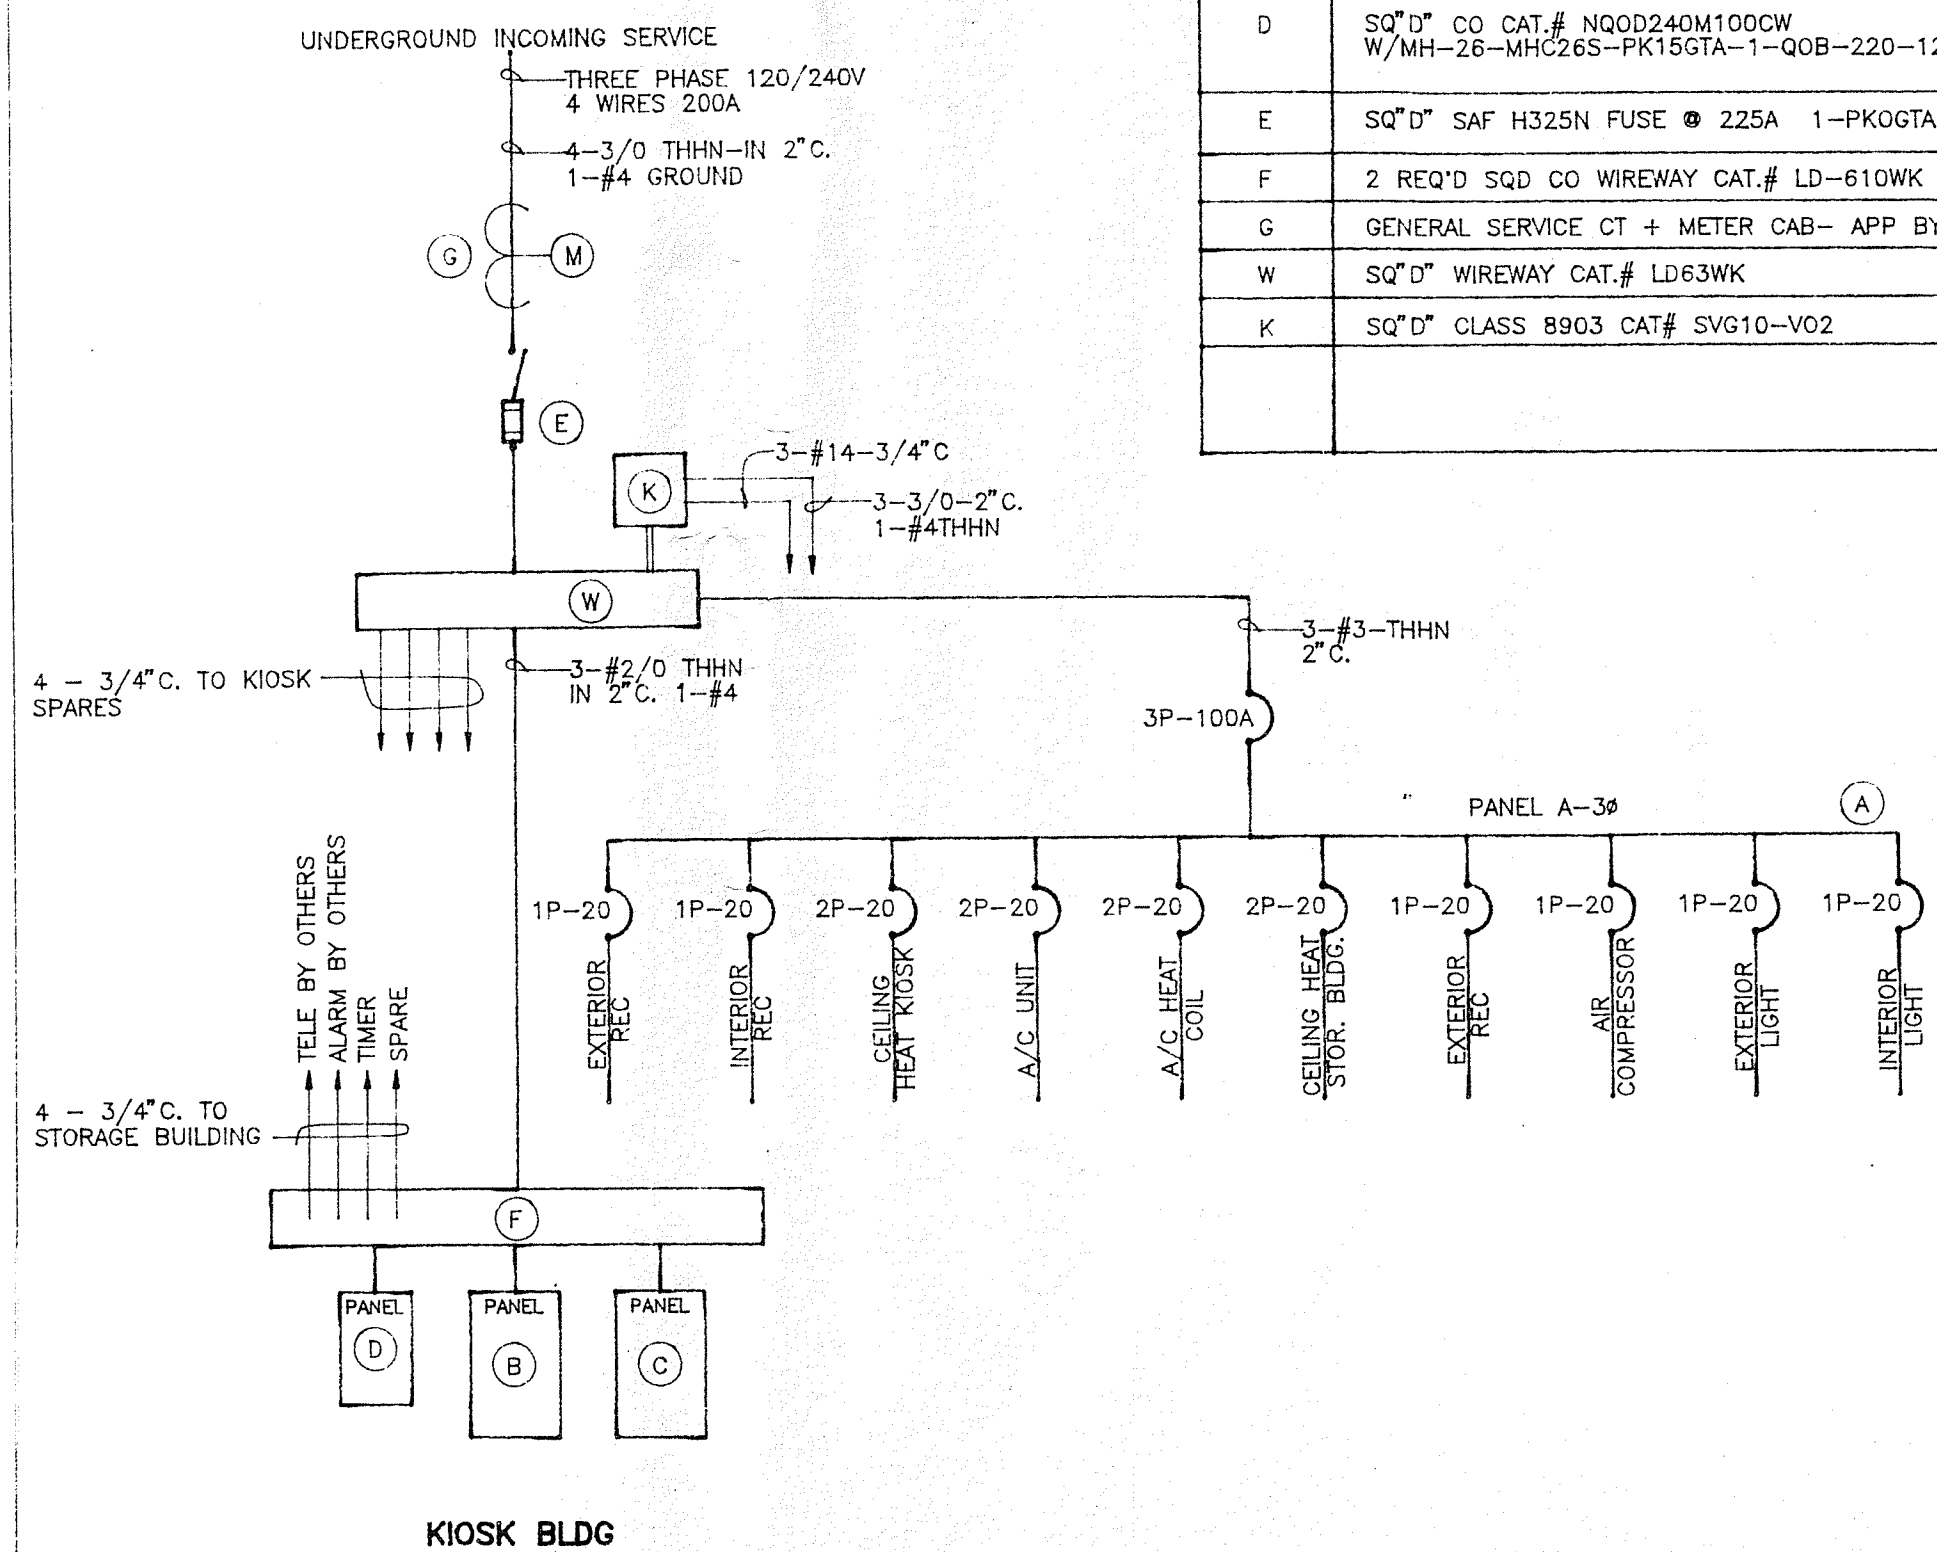 UNDERGROUND INCOMING SERVICE
THREE PHASE 120/240V
4 WIRES 200A
4-3/0 THHN-IN 2"C.
1-#4 GROUND
G
M
E
K
3-#14-3/4"C
3-3/0-2"C.
1-#4THHN
W
4 - 3/4"C. TO KIOSK
SPARES
3-#2/0 THHN
IN 2"C. 1-#4
3-#3-THHN
2"C.
3P-100A
PANEL A-3ø
A
1P-20
1P-20
2P-20
2P-20
2P-20
2P-20
1P-20
1P-20
1P-20
1P-20
EXTERIOR
REC
INTERIOR
REC
CEILING
HEAT KIOSK
A/C UNIT
A/C HEAT
COIL
CEILING HEAT
STOR. BLDG.
EXTERIOR
REC
AIR
COMPRESSOR
EXTERIOR
LIGHT
INTERIOR
LIGHT
TELE BY OTHERS
ALARM BY OTHERS
TIMER
SPARE
4 - 3/4"C. TO
STORAGE BUILDING
F
PANEL
D
PANEL
B
PANEL
C
KIOSK BLDG
D
SQ"D" CO CAT.# NQOD240M100CW
W/MH-26-MHC26S-PK15GTA-1-QOB-220-12
E
SQ"D" SAF H325N FUSE @ 225A 1-PKOGTA
F
2 REQ'D SQD CO WIREWAY CAT.# LD-610WK
G
GENERAL SERVICE CT + METER CAB- APP BY
W
SQ"D" WIREWAY CAT.# LD63WK
K
SQ"D" CLASS 8903 CAT# SVG10-VO2